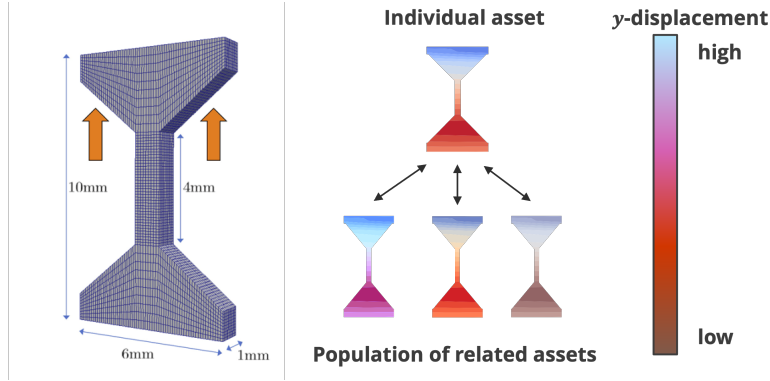 10mm
4mm
6mm
1mm
Individual asset
Population of related assets
y-displacement
high
low